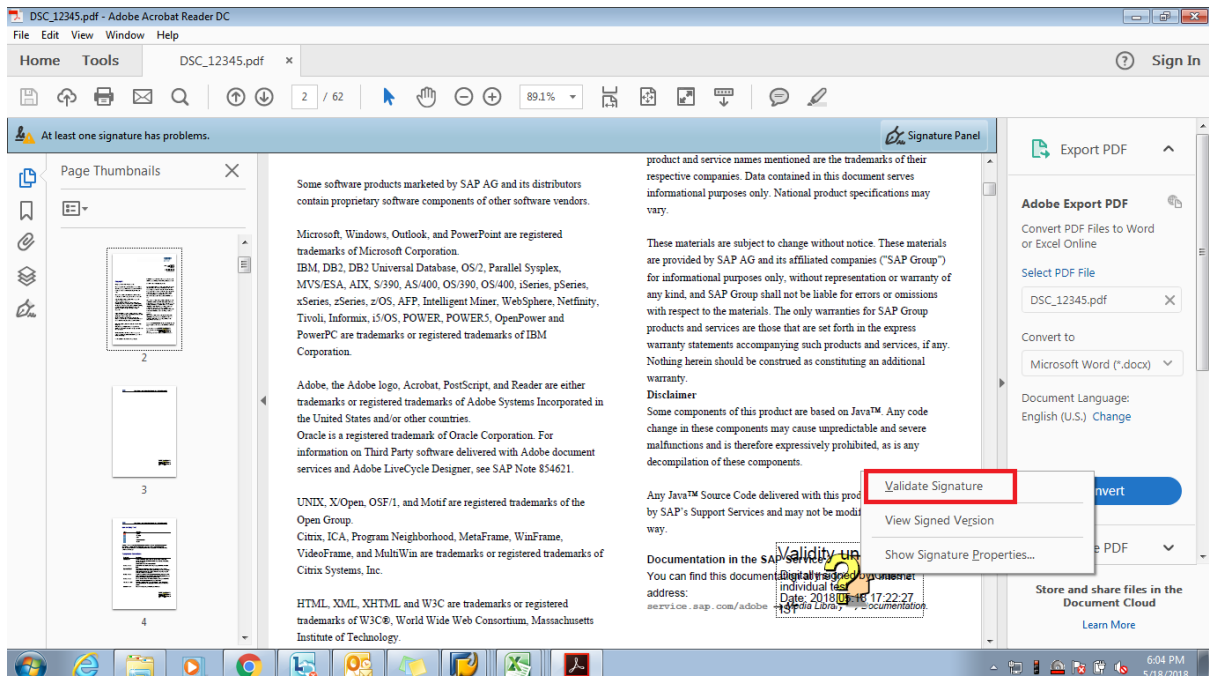 DSC_12345.pdf - Adobe Acrobat Reader DC
File Edit View Window Help
Home Tools DSC_12345.pdf × ? Sign In
2 / 62 89.1%
At least one signature has problems.
Signature Panel
Page Thumbnails
2
3
4
Some software products marketed by SAP AG and its distributors
contain proprietary software components of other software vendors.
Microsoft, Windows, Outlook, and PowerPoint are registered
trademarks of Microsoft Corporation.
IBM, DB2, DB2 Universal Database, OS/2, Parallel Sysplex,
MVS/ESA, AIX, S/390, AS/400, OS/390, OS/400, iSeries, pSeries,
xSeries, zSeries, z/OS, AFP, Intelligent Miner, WebSphere, Netfinity,
Tivoli, Informix, i5/OS, POWER, POWER5, OpenPower and
PowerPC are trademarks or registered trademarks of IBM
Corporation.
Adobe, the Adobe logo, Acrobat, PostScript, and Reader are either
trademarks or registered trademarks of Adobe Systems Incorporated in
the United States and/or other countries.
Oracle is a registered trademark of Oracle Corporation. For
information on Third Party software delivered with Adobe document
services and Adobe LiveCycle Designer, see SAP Note 854621.
UNIX, X/Open, OSF/1, and Motif are registered trademarks of the
Open Group.
Citrix, ICA, Program Neighborhood, MetaFrame, WinFrame,
VideoFrame, and MultiWin are trademarks or registered trademarks of
Citrix Systems, Inc.
HTML, XML, XHTML and W3C are trademarks or registered
trademarks of W3C®, World Wide Web Consortium, Massachusetts
Institute of Technology.
product and service names mentioned are the trademarks of their
respective companies. Data contained in this document serves
informational purposes only. National product specifications may
vary.
These materials are subject to change without notice. These materials
are provided by SAP AG and its affiliated companies ("SAP Group")
for informational purposes only, without representation or warranty of
any kind, and SAP Group shall not be liable for errors or omissions
with respect to the materials. The only warranties for SAP Group
products and services are those that are set forth in the express
warranty statements accompanying such products and services, if any.
Nothing herein should be construed as constituting an additional
warranty.
Disclaimer
Some components of this product are based on Java™. Any code
change in these components may cause unpredictable and severe
malfunctions and is therefore expressively prohibited, as is any
decompilation of these components.
Any Java™ Source Code delivered with this prod
by SAP's Support Services and may not be modif
way.
Documentation in the SAP Service
You can find this documentation at the Internet
address:
service.sap.com/adobe Media Library Documentation.
Validity un
Digitally signed by
individual
Date: 2018 17:22:27
IST
Validate Signature
View Signed Version
Show Signature Properties...
Export PDF
Adobe Export PDF
Convert PDF Files to Word
or Excel Online
Select PDF File
DSC_12345.pdf
Convert to
Microsoft Word (*.docx)
Document Language:
English (U.S.) Change
nvert
e PDF
Store and share files in the
Document Cloud
Learn More
6:04 PM
5/18/2018